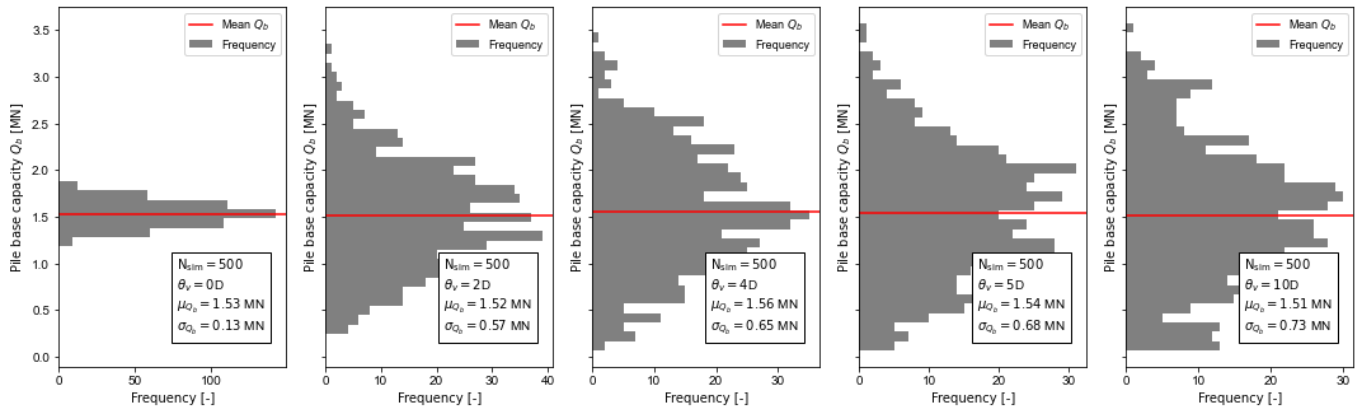 Pile base capacity Q_b [MN]
3.5
3.0
2.5
2.0
1.5
1.0
0.5
0.0
Mean Q_b
Frequency
N_sim = 500
θ_v = 0D
μ_Q_b = 1.53 MN
σ_Q_b = 0.13 MN
0 50 100
Frequency [-]
Pile base capacity Q_b [MN]
Mean Q_b
Frequency
N_sim = 500
θ_v = 2D
μ_Q_b = 1.52 MN
σ_Q_b = 0.57 MN
0 10 20 30 40
Frequency [-]
Pile base capacity Q_b [MN]
Mean Q_b
Frequency
N_sim = 500
θ_v = 4D
μ_Q_b = 1.56 MN
σ_Q_b = 0.65 MN
0 10 20 30
Frequency [-]
Pile base capacity Q_b [MN]
Mean Q_b
Frequency
N_sim = 500
θ_v = 5D
μ_Q_b = 1.54 MN
σ_Q_b = 0.68 MN
0 10 20 30
Frequency [-]
Pile base capacity Q_b [MN]
Mean Q_b
Frequency
N_sim = 500
θ_v = 10D
μ_Q_b = 1.51 MN
σ_Q_b = 0.73 MN
0 10 20 30
Frequency [-]